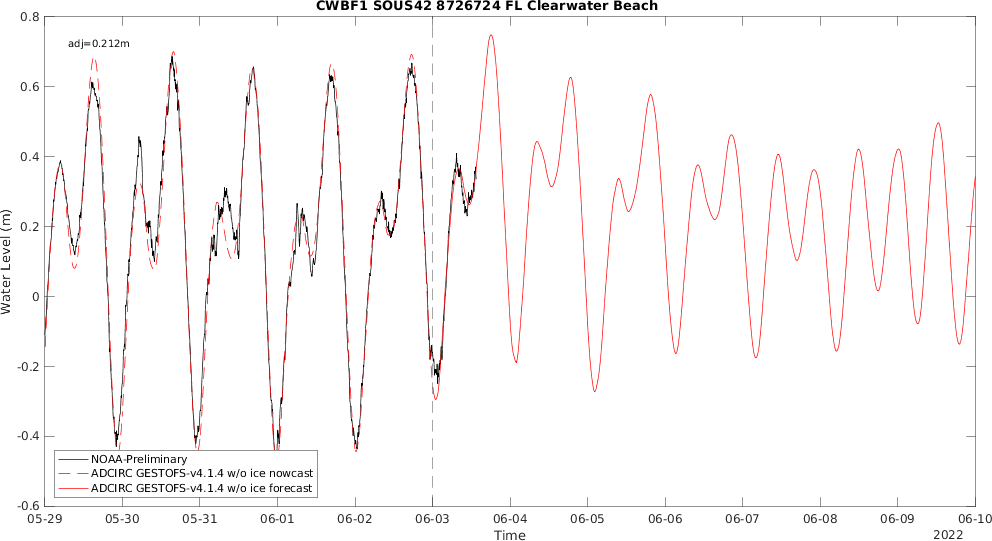 CWBF1 SOUS42 8726724 FL Clearwater Beach
adj=0.212m
0.8
0.6
0.4
0.2
0
-0.2
-0.4
-0.6
Water Level (m)
NOAA-Preliminary
ADCIRC GESTOFS-v4.1.4 w/o ice nowcast
ADCIRC GESTOFS-v4.1.4 w/o ice forecast
05-29 05-30 05-31 06-01 06-02 06-03 06-04 06-05 06-06 06-07 06-08 06-09 06-10
Time
2022